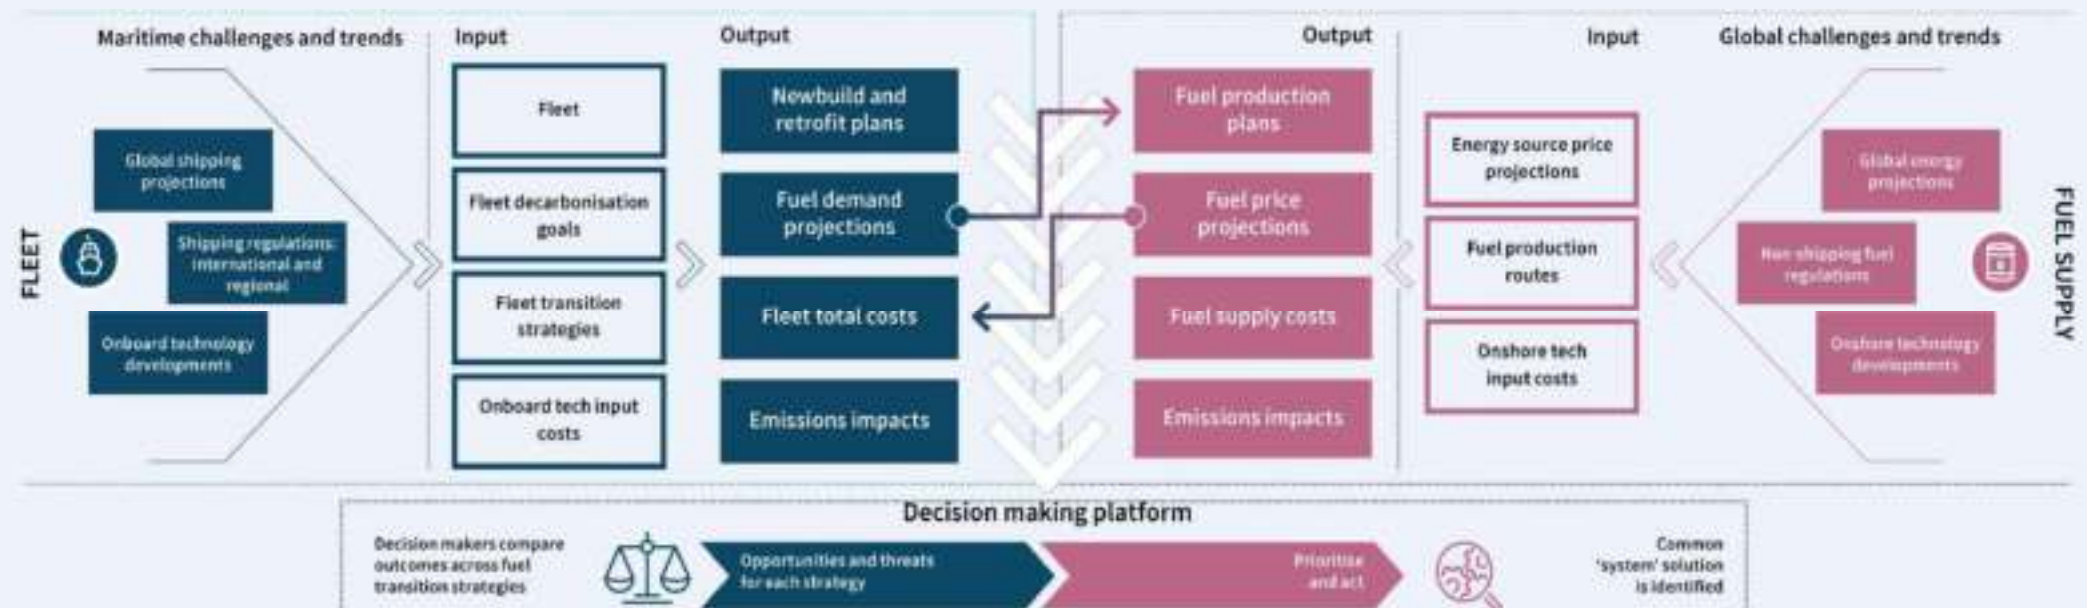 Maritime challenges and trends
Input
Output
Output
Input
Global challenges and trends
FLEET
Global shipping
projections
Shipping regulations:
international and
regional
Onboard technology
developments
Fleet
Fleet decarbonisation
goals
Fleet transition
strategies
Onboard tech input
costs
Newbuild and
retrofit plans
Fuel demand
projections
Fleet total costs
Emissions impacts
Fuel production
plans
Fuel price
projections
Fuel supply costs
Emissions impacts
Energy source price
projections
Fuel production
routes
Onshore tech
input costs
Global energy
projections
Non-shipping fuel
regulations
Onshore technology
developments
FUEL SUPPLY
Decision making platform
Decision makers compare
outcomes across fuel
transition strategies
Opportunities and threats
for each strategy
Prioritise
and act
Common
'system' solution
is identified